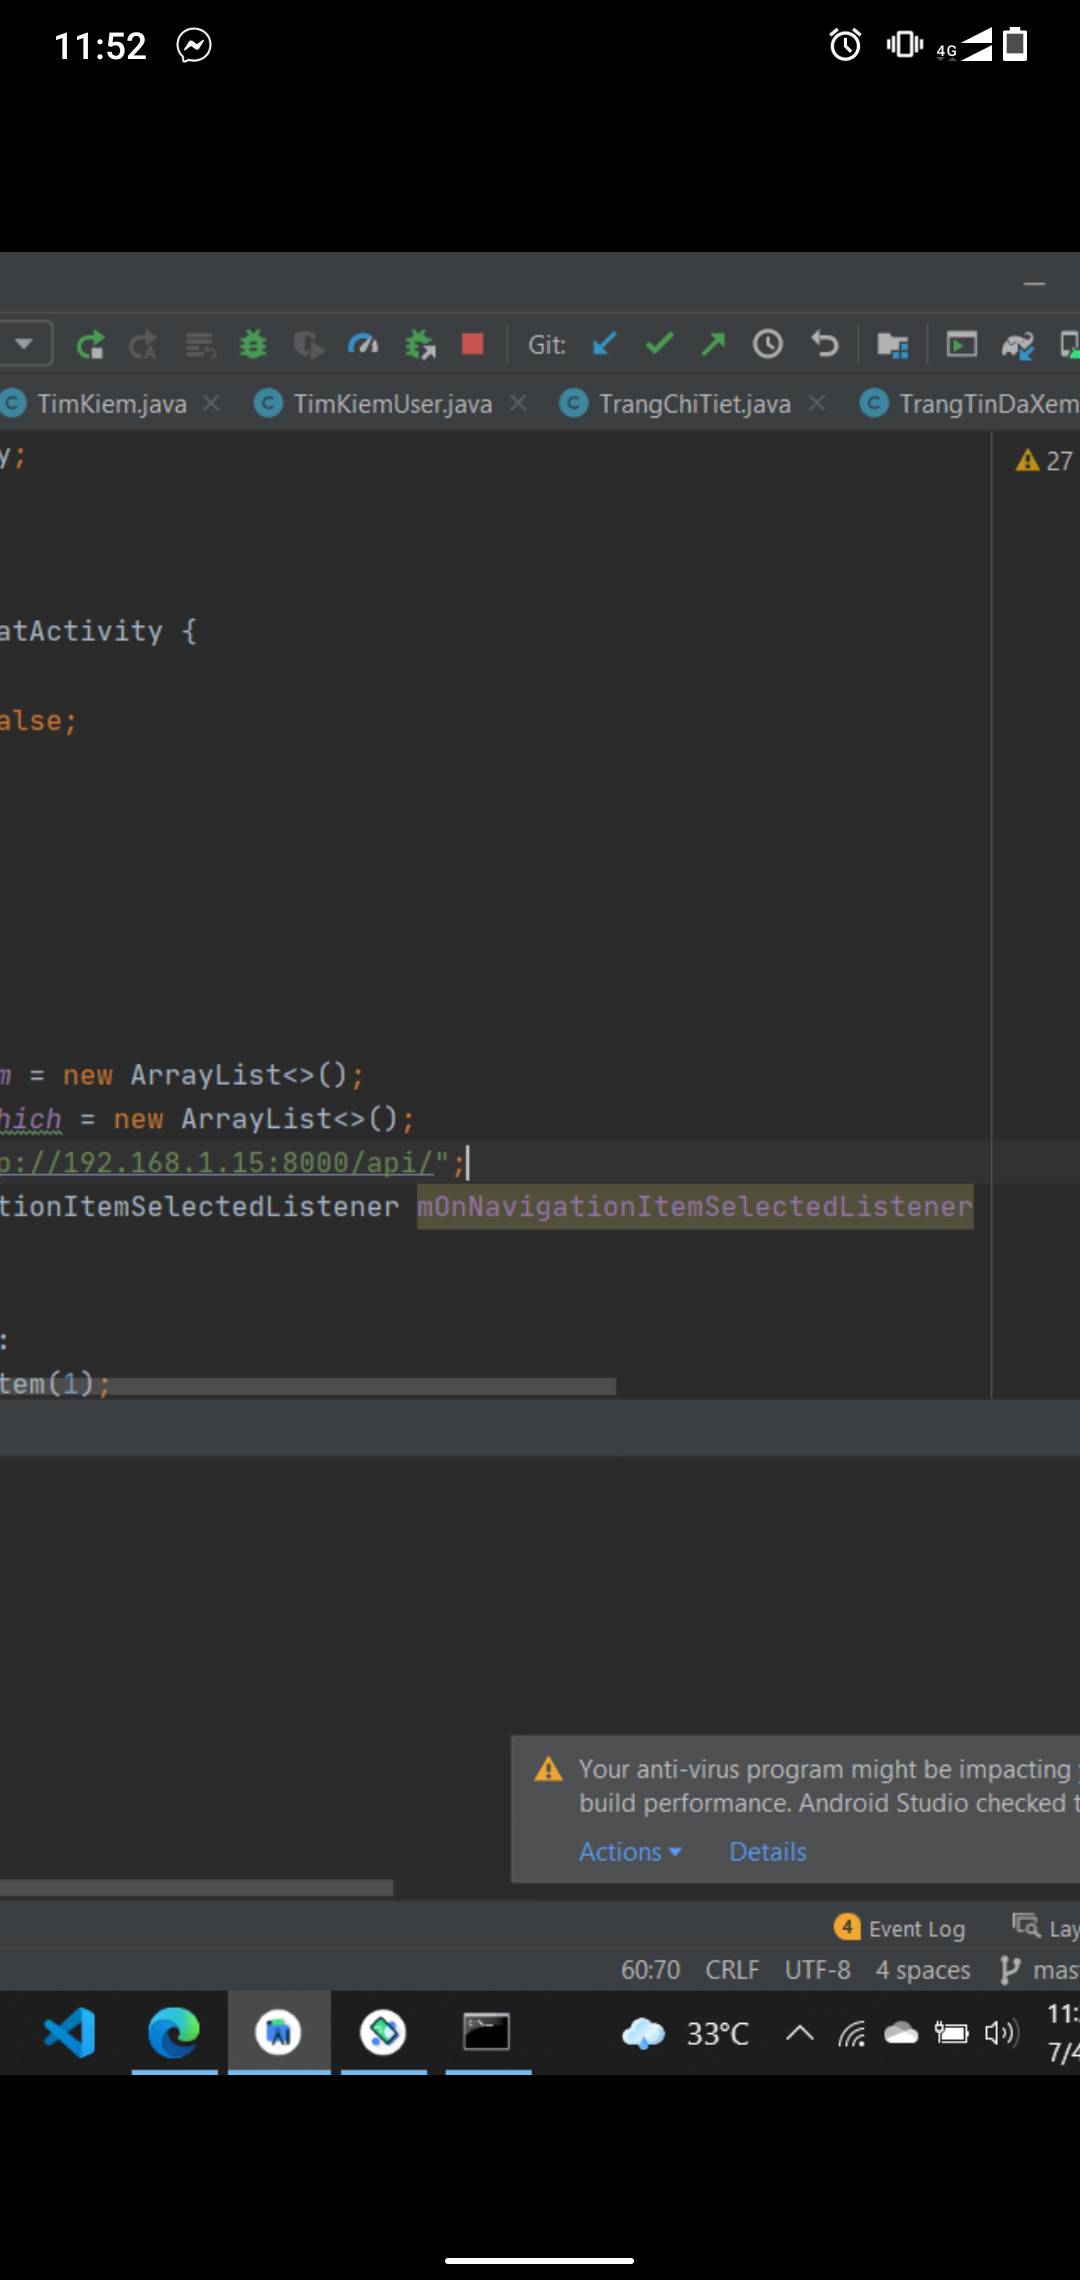 11:52
4G
Git:
TimKiem.java TimKiemUser.java TrangChiTiet.java TrangTinDaXem
y;
27
atActivity {
alse;
m = new ArrayList<>();
hich = new ArrayList<>();
p://192.168.1.15:8000/api/";
tionItemSelectedListener mOnNavigationItemSelectedListener
:
tem(1);
Your anti-virus program might be impacting
build performance. Android Studio checked t
Actions Details
4 Event Log Lay
60:70 CRLF UTF-8 4 spaces mas
33°C
11:
7/4